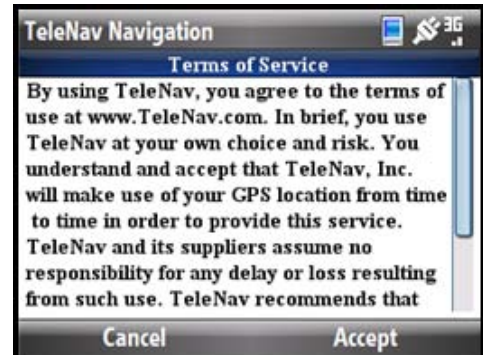 TeleNav Navigation
3G
Terms of Service
By using TeleNav, you agree to the terms of
use at www.TeleNav.com. In brief, you use
TeleNav at your own choice and risk. You
understand and accept that TeleNav, Inc.
will make use of your GPS location from time
to time in order to provide this service.
TeleNav and its suppliers assume no
responsibility for any delay or loss resulting
from such use. TeleNav recommends that
Cancel Accept